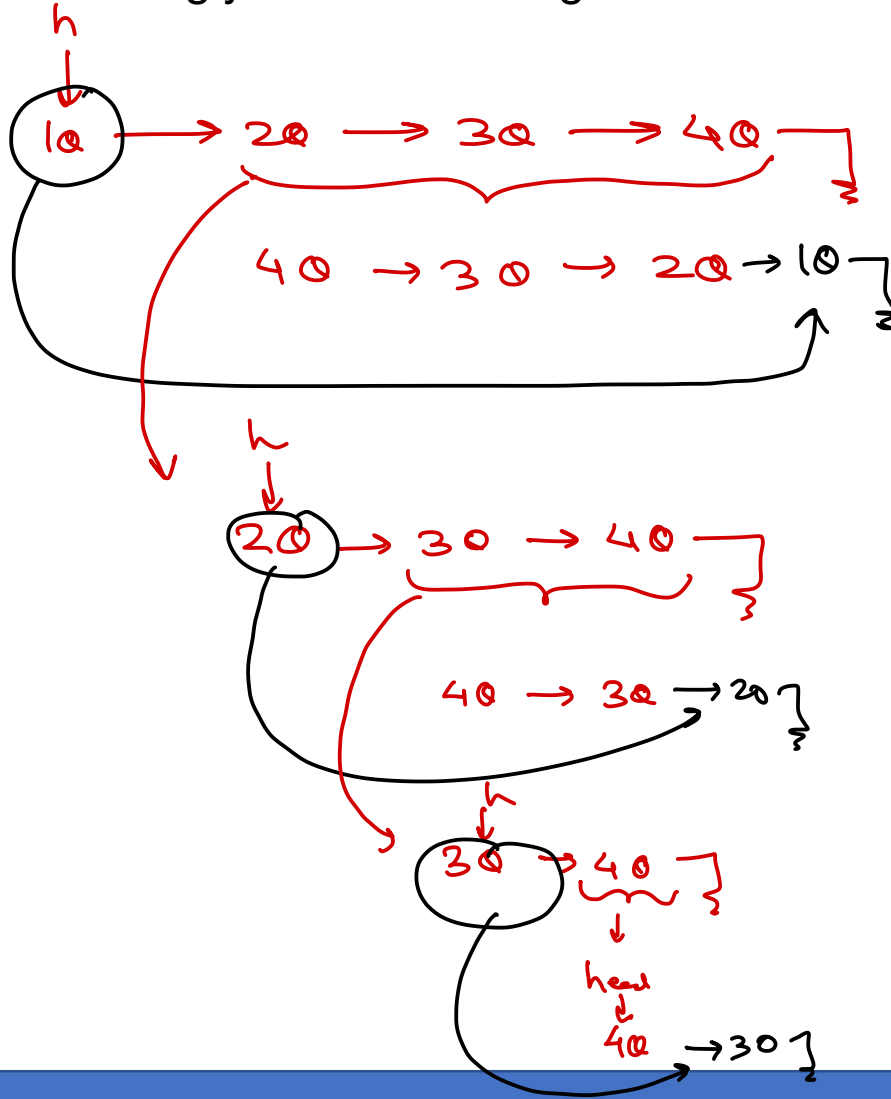 h
10 → 20 → 30 → 40
40 → 30 → 20 → 10
h
20 → 30 → 40
40 → 30 → 20
h
30 → 40
head
40 → 30